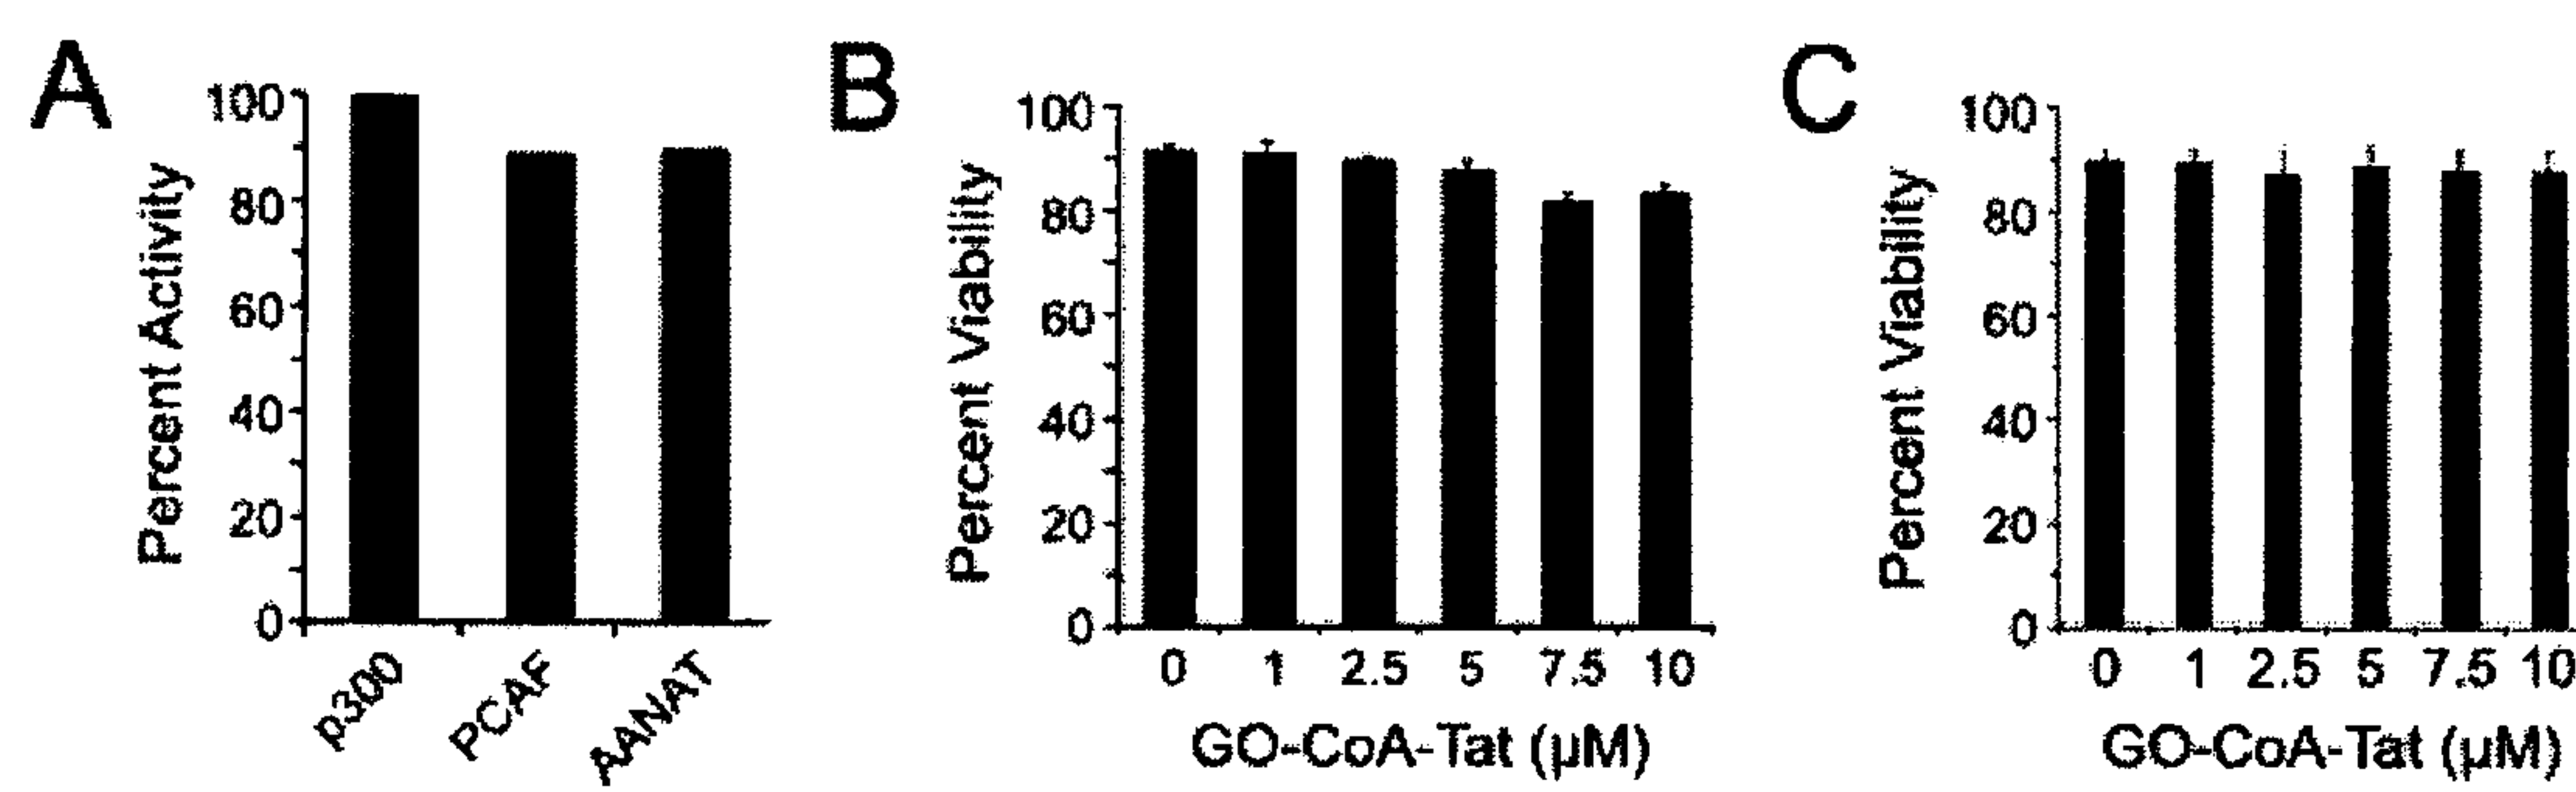 A
Percent Activity
100
80
60
40
20
0
p300
PCAF
AANAT
B
Percent Viability
100
80
60
40
20
0
0 1 2.5 5 7.5 10
GO-CoA-Tat (µM)
C
Percent Viability
100
80
60
40
20
0
0 1 2.5 5 7.5 10
GO-CoA-Tat (µM)